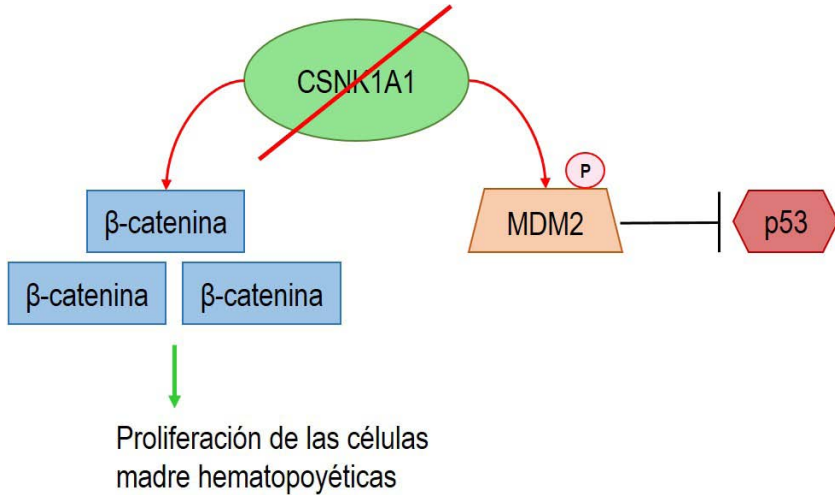 CSNK1A1
P
β-catenina
MDM2
p53
β-catenina
β-catenina
Proliferación de las células
madre hematopoyéticas